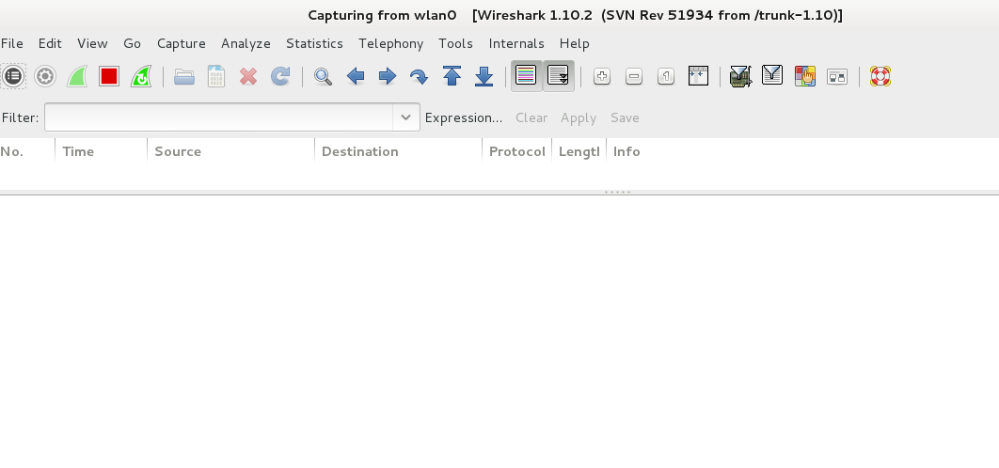 Capturing from wlan0 [Wireshark 1.10.2 (SVN Rev 51934 from /trunk-1.10)]
File Edit View Go Capture Analyze Statistics Telephony Tools Internals Help
Filter: Expression... Clear Apply Save
No. Time Source Destination Protocol Lengtl Info